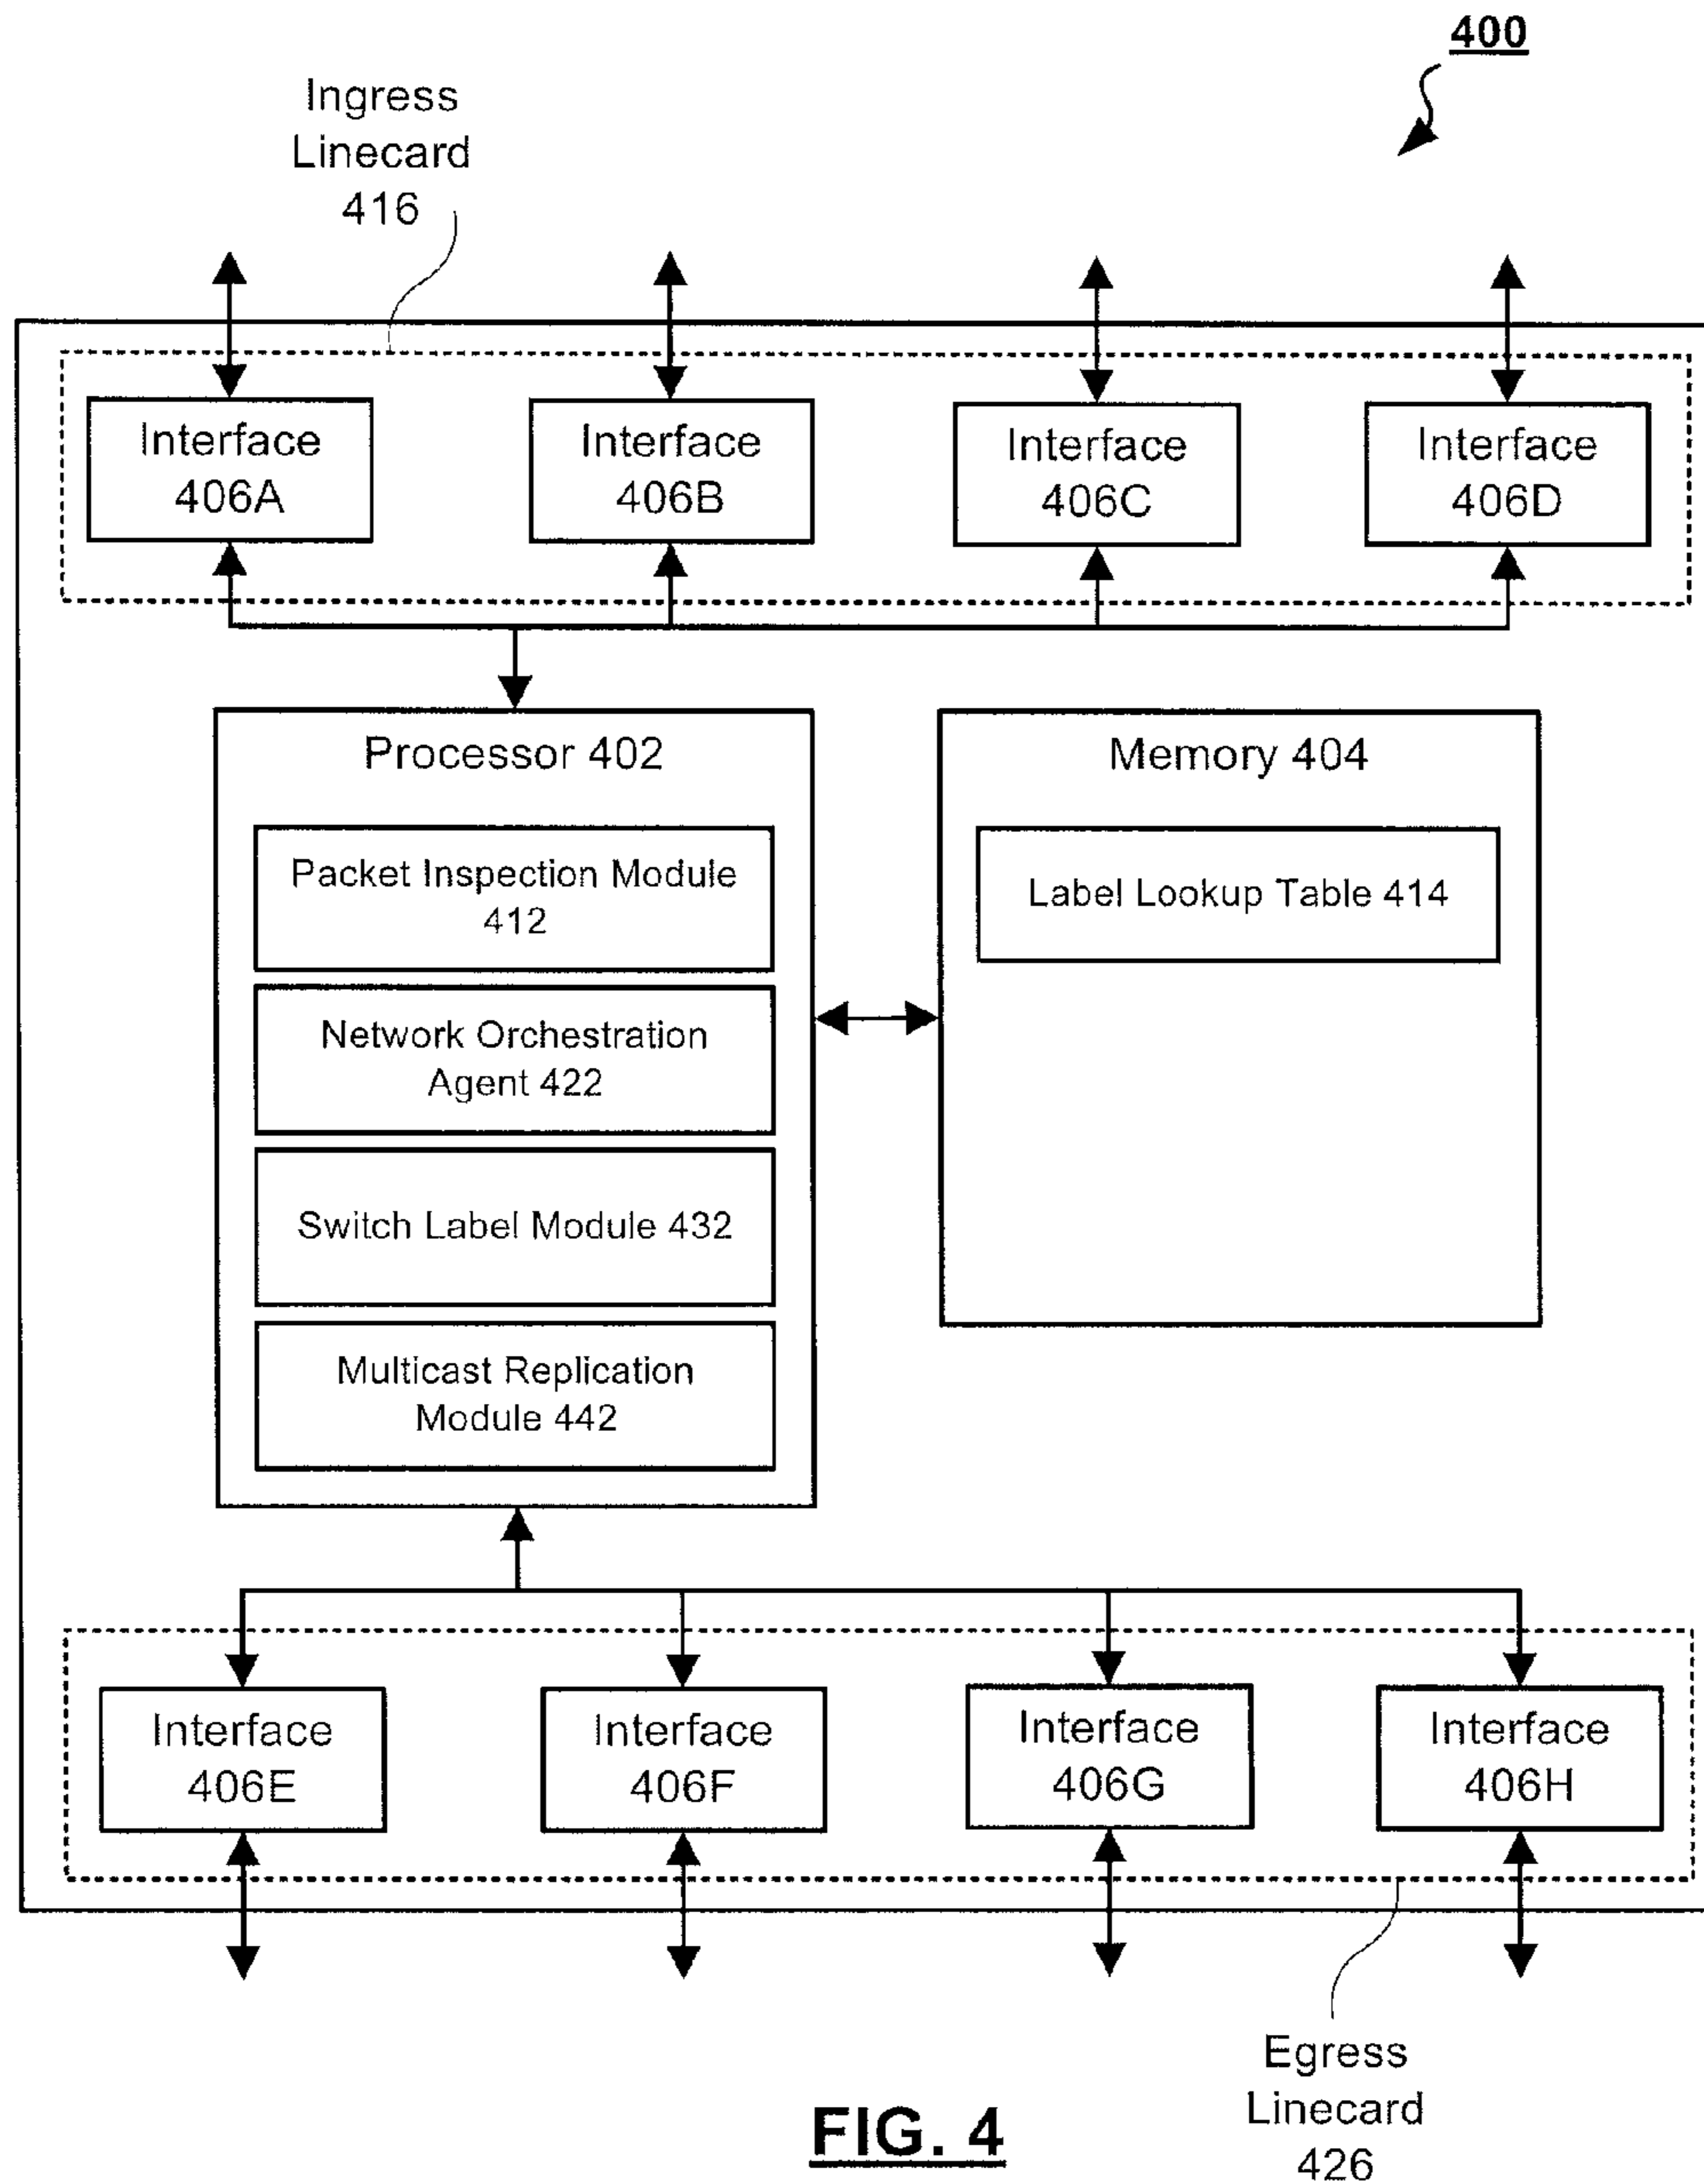 400
Ingress
Linecard
416
Interface
406A
Interface
406B
Interface
406C
Interface
406D
Processor 402
Packet Inspection Module
412
Network Orchestration
Agent 422
Switch Label Module 432
Multicast Replication
Module 442
Memory 404
Label Lookup Table 414
Interface
406E
Interface
406F
Interface
406G
Interface
406H
Egress
Linecard
426
FIG. 4